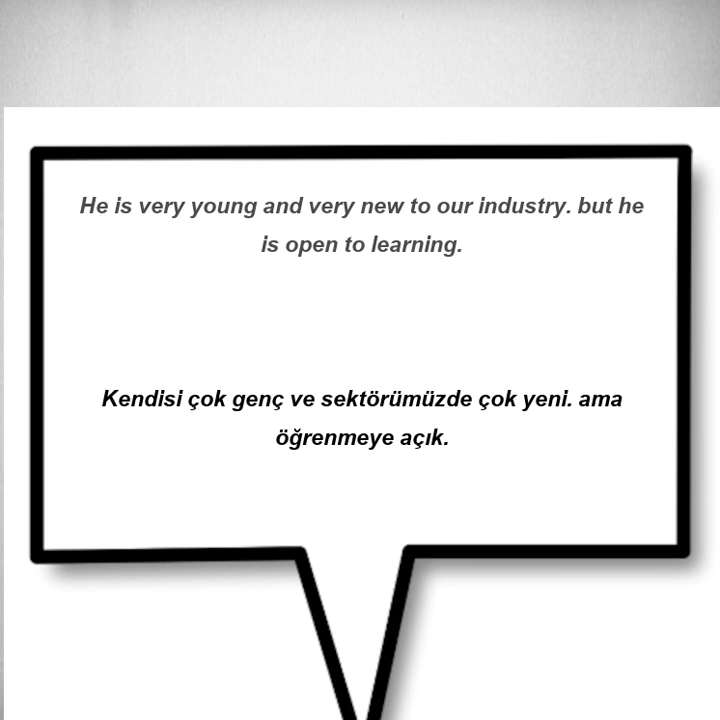 He is very young and very new to our industry. but he
is open to learning.
Kendisi çok genç ve sektörümüzde çok yeni. ama
öğrenmeye açık.